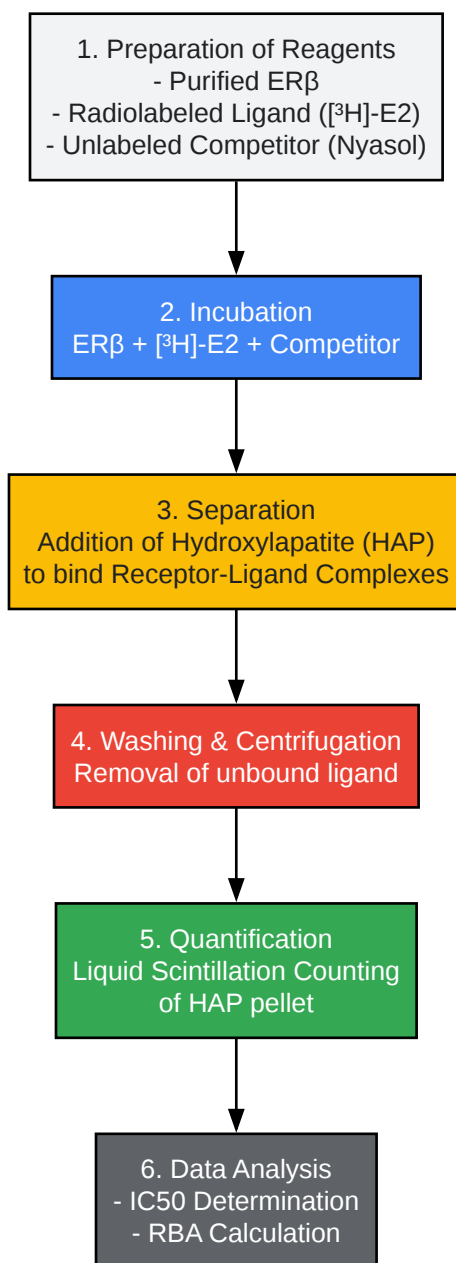 1. Preparation of Reagents
- Purified ERβ
- Radiolabeled Ligand ([³H]-E2)
- Unlabeled Competitor (Nyasol)
2. Incubation
ERβ + [³H]-E2 + Competitor
3. Separation
Addition of Hydroxylapatite (HAP)
to bind Receptor-Ligand Complexes
4. Washing & Centrifugation
Removal of unbound ligand
5. Quantification
Liquid Scintillation Counting
of HAP pellet
6. Data Analysis
- IC50 Determination
- RBA Calculation